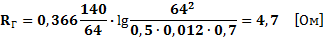 R_Г = 0,366 140/64 · lg 64²/(0,5 · 0,012 · 0,7) = 4,7 [Ом]